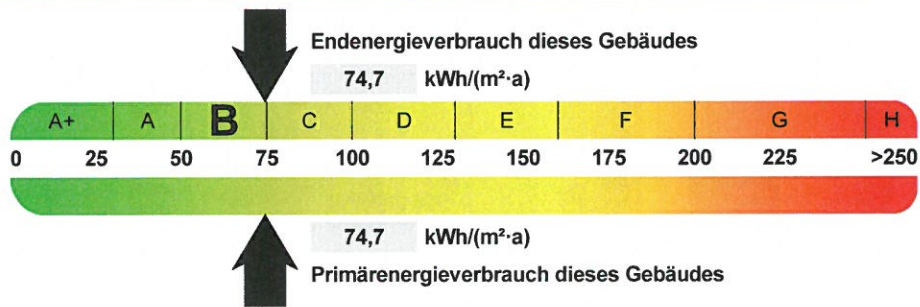 Endenergieverbrauch dieses Gebäudes
74,7 kWh/(m²·a)
A+ A B C D E F G H
0 25 50 75 100 125 150 175 200 225 >250
74,7 kWh/(m²·a)
Primärenergieverbrauch dieses Gebäudes